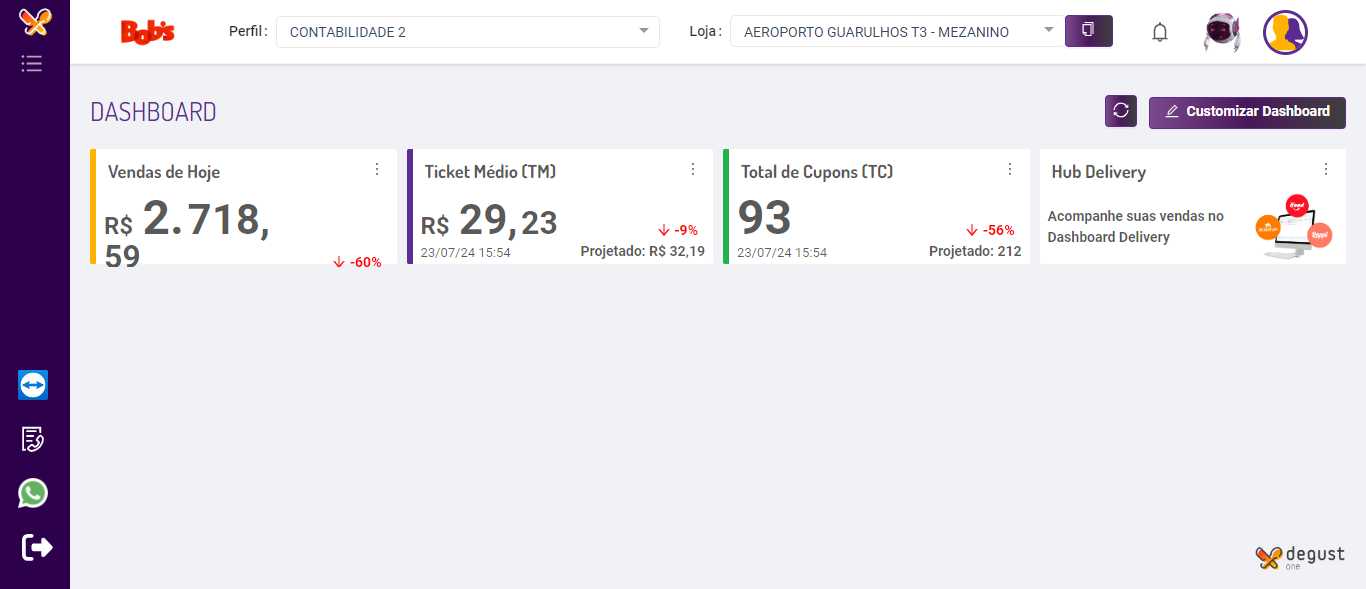 Bob's
Perfil :
CONTABILIDADE 2
Loja :
AEROPORTO GUARULHOS T3 - MEZANINO
DASHBOARD
Customizar Dashboard
Vendas de Hoje
R$ 2.718,
59
-60%
Ticket Médio (TM)
R$ 29,23
-9%
23/07/24 15:54
Projetado: R$ 32,19
Total de Cupons (TC)
93
-56%
23/07/24 15:54
Projetado: 212
Hub Delivery
Acompanhe suas vendas no
Dashboard Delivery
degust
one